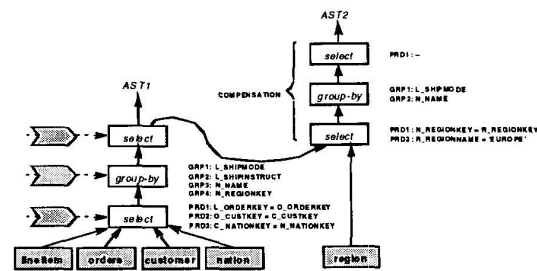 AST2
select
PRD1: –
AST1
COMPENSATION
group-by
GRP1: L_SHIPMODE
GRP2: N_NAME
select
select
PRD1: N_REGIONKEY = R_REGIONKEY
PRD2: R_REGIONNAME = 'EUROPE'
group-by
GRP1: L_SHIPMODE
GRP2: L_SHIPINSTRUCT
GRP3: N_NAME
GRP4: N_REGIONKEY
select
PRD1: L_ORDERKEY = O_ORDERKEY
PRD2: O_CUSTKEY = C_CUSTKEY
PRD3: C_NATIONKEY = N_NATIONKEY
lineitem
orders
customer
nation
region